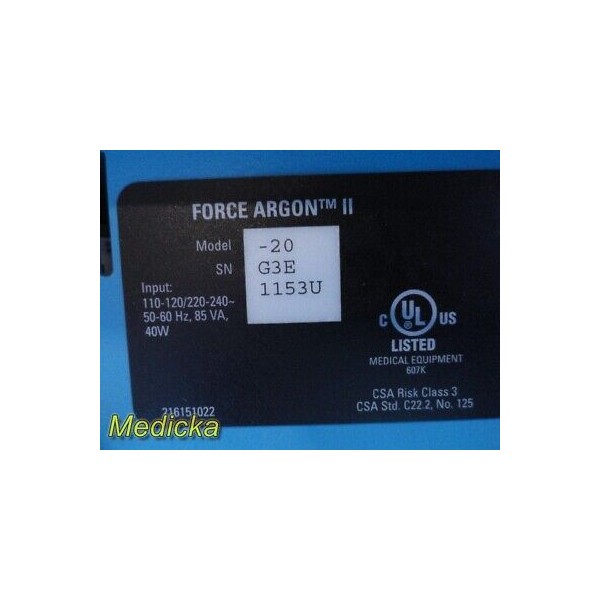 FORCE ARGON™ II
Model -20
SN G3E
1153U
Input:
110-120/220-240~
50-60 Hz, 85 VA,
40W
C UL US
LISTED
MEDICAL EQUIPMENT
607K
CSA Risk Class 3
CSA Std. C22.2, No. 125
216151022
Medicka